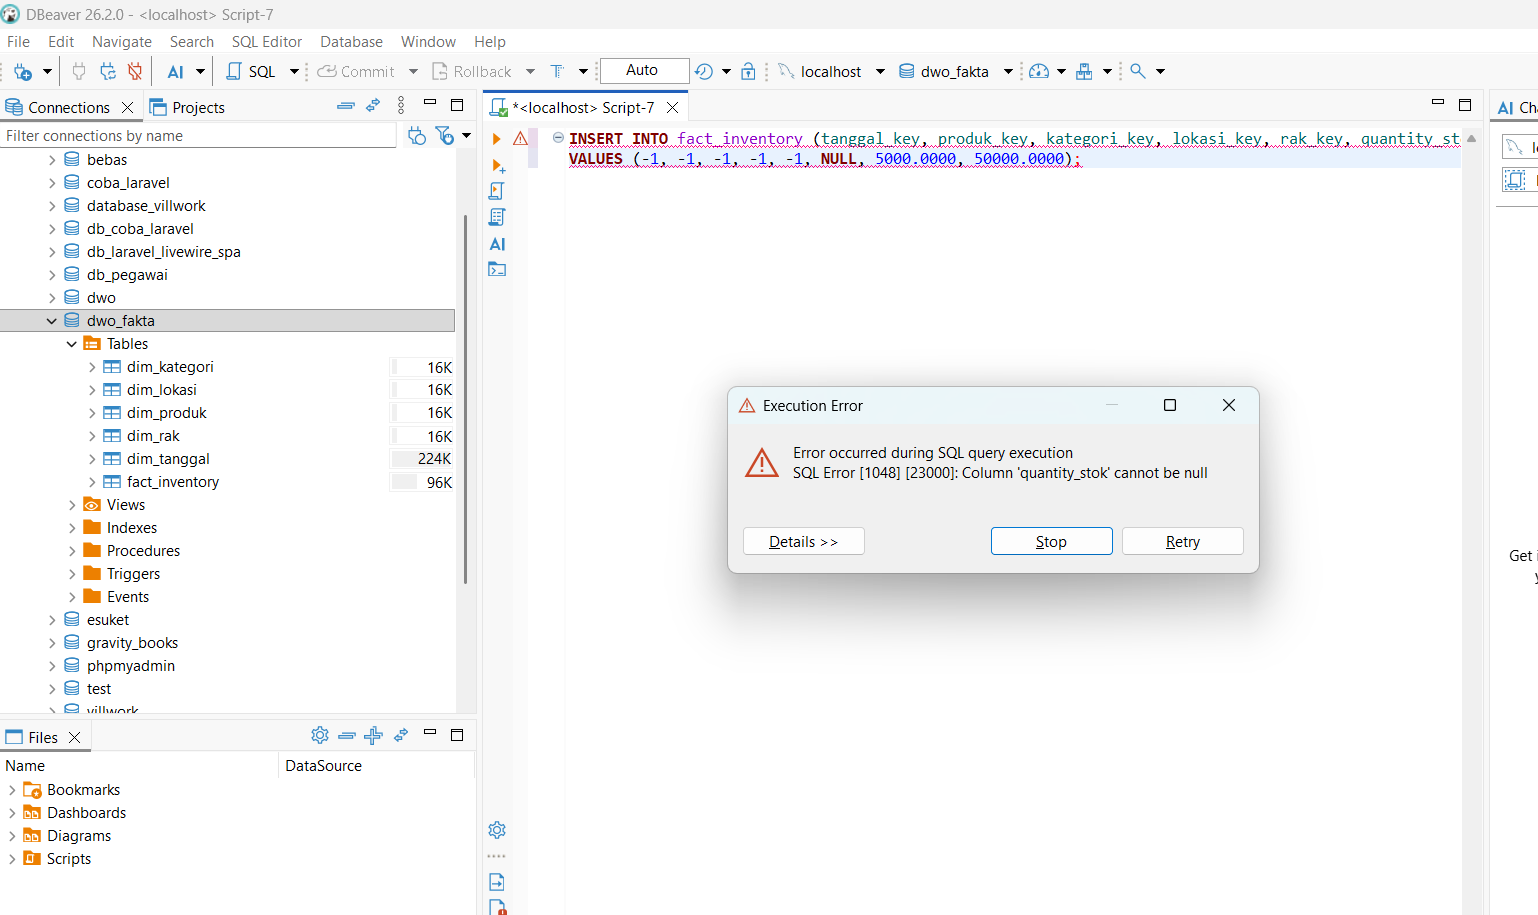 DBeaver 26.2.0 - <localhost> Script-7
File Edit Navigate Search SQL Editor Database Window Help
AI SQL Commit Rollback Auto localhost dwo_fakta
Connections Projects
Filter connections by name
bebas
coba_laravel
database_villwork
db_coba_laravel
db_laravel_livewire_spa
db_pegawai
dwo
dwo_fakta
Tables
dim_kategori 16K
dim_lokasi 16K
dim_produk 16K
dim_rak 16K
dim_tanggal 224K
fact_inventory 96K
Views
Indexes
Procedures
Triggers
Events
esuket
gravity_books
phpmyadmin
test
villwork
Files
Name DataSource
Bookmarks
Dashboards
Diagrams
Scripts
*<localhost> Script-7
INSERT INTO fact_inventory (tanggal_key, produk_key, kategori_key, lokasi_key, rak_key, quantity_st
VALUES (-1, -1, -1, -1, -1, NULL, 5000.0000, 50000.0000);
AI
Execution Error
Error occurred during SQL query execution
SQL Error [1048] [23000]: Column 'quantity_stok' cannot be null
Details >> Stop Retry
AI Ch
Get